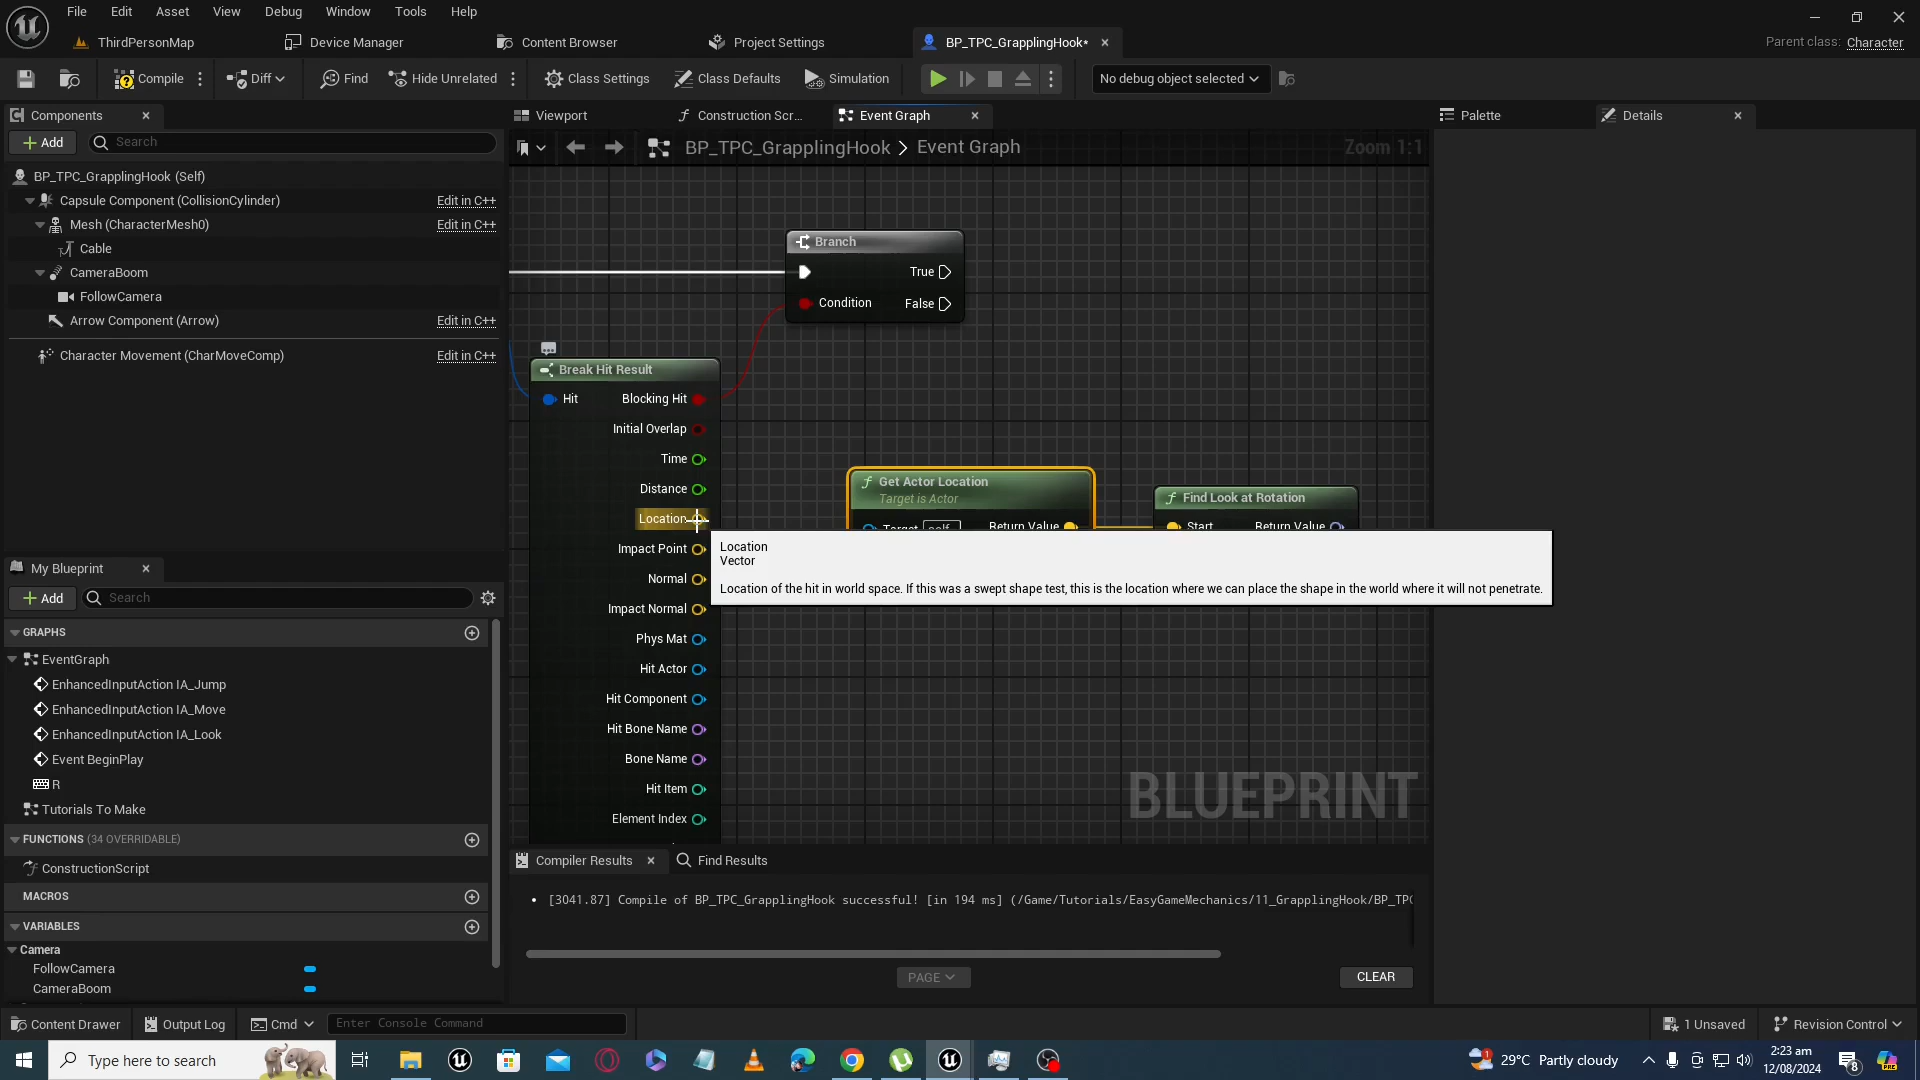 File Edit Asset View Debug Window Tools Help
ThirdPersonMap Device Manager Content Browser Project Settings BP_TPC_GrapplingHook* Parent class: Character
Compile Diff Find Hide Unrelated Class Settings Class Defaults Simulation No debug object selected
Components Viewport Construction Scr... Event Graph Palette Details
Add Search
BP_TPC_GrapplingHook > Event Graph Zoom 1:1
BP_TPC_GrapplingHook (Self)
Capsule Component (CollisionCylinder) Edit in C++
Mesh (CharacterMesh0) Edit in C++
Cable
CameraBoom
FollowCamera
Arrow Component (Arrow) Edit in C++
Character Movement (CharMoveComp) Edit in C++
Branch
True
Condition False
Break Hit Result
Hit Blocking Hit
Initial Overlap
Time
Distance
Location
Impact Point
Normal
Impact Normal
Phys Mat
Hit Actor
Hit Component
Hit Bone Name
Bone Name
Hit Item
Element Index
Get Actor Location
Target is Actor
Target self Return Value
Find Look at Rotation
Start Return Value
Location
Vector
Location of the hit in world space. If this was a swept shape test, this is the location where we can place the shape in the world where it will not penetrate.
BLUEPRINT
My Blueprint
Add Search
GRAPHS
EventGraph
EnhancedInputAction IA_Jump
EnhancedInputAction IA_Move
EnhancedInputAction IA_Look
Event BeginPlay
R
Tutorials To Make
FUNCTIONS (34 OVERRIDABLE)
ConstructionScript
MACROS
VARIABLES
Camera
FollowCamera
CameraBoom
Compiler Results Find Results
[3041.87] Compile of BP_TPC_GrapplingHook successful! [in 194 ms] (/Game/Tutorials/EasyGameMechanics/11_GrapplingHook/BP_TPC
PAGE CLEAR
Content Drawer Output Log Cmd Enter Console Command 1 Unsaved Revision Control
Type here to search 29°C Partly cloudy 2:23 am
12/08/2024 8